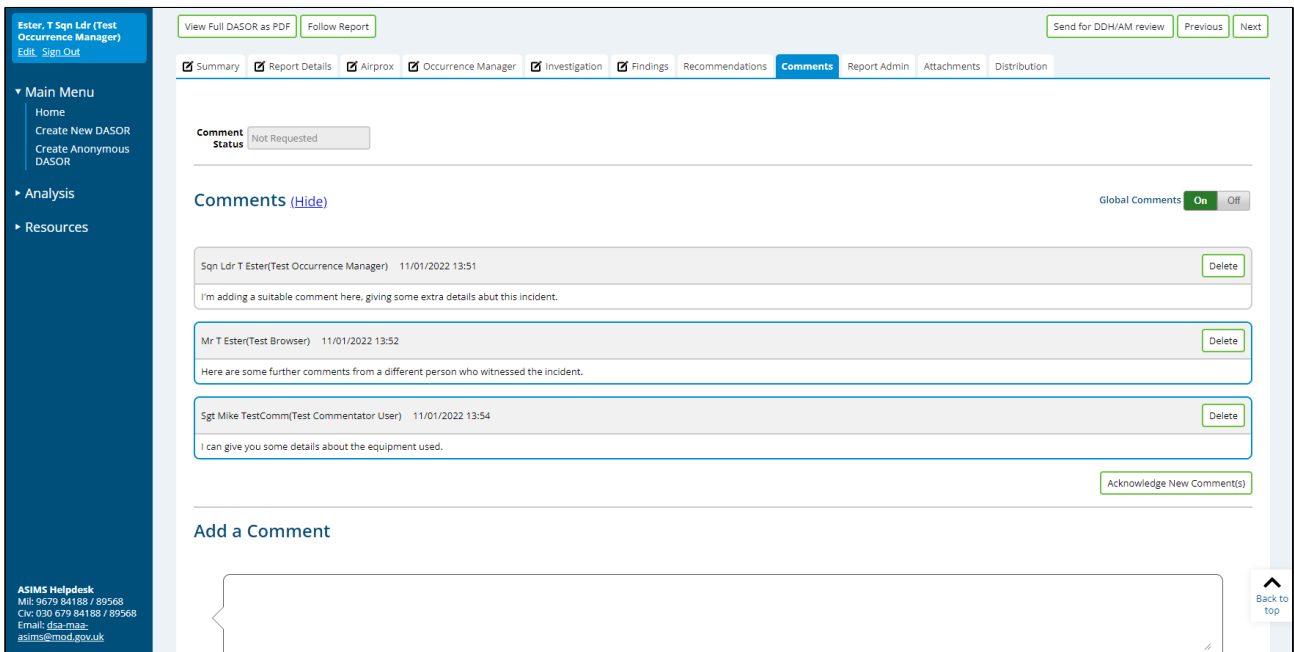 Ester, T Sqn Ldr (Test
Occurrence Manager)
Edit Sign Out
Main Menu
Home
Create New DASOR
Create Anonymous
DASOR
Analysis
Resources
ASIMS Helpdesk
Mil: 9679 84188 / 89568
Civ: 030 679 84188 / 89568
Email: dsa-maa-
asims@mod.gov.uk
View Full DASOR as PDF Follow Report
Send for DDH/AM review Previous Next
Summary Report Details Airprox Occurrence Manager Investigation Findings Recommendations Comments Report Admin Attachments Distribution
Comment
Status
Not Requested
Comments (Hide)
Global Comments On Off
Sqn Ldr T Ester(Test Occurrence Manager) 11/01/2022 13:51 Delete
I'm adding a suitable comment here, giving some extra details abut this incident.
Mr T Ester(Test Browser) 11/01/2022 13:52 Delete
Here are some further comments from a different person who witnessed the incident.
Sgt Mike TestComm(Test Commentator User) 11/01/2022 13:54 Delete
I can give you some details about the equipment used.
Acknowledge New Comment(s)
Add a Comment
Back to
top